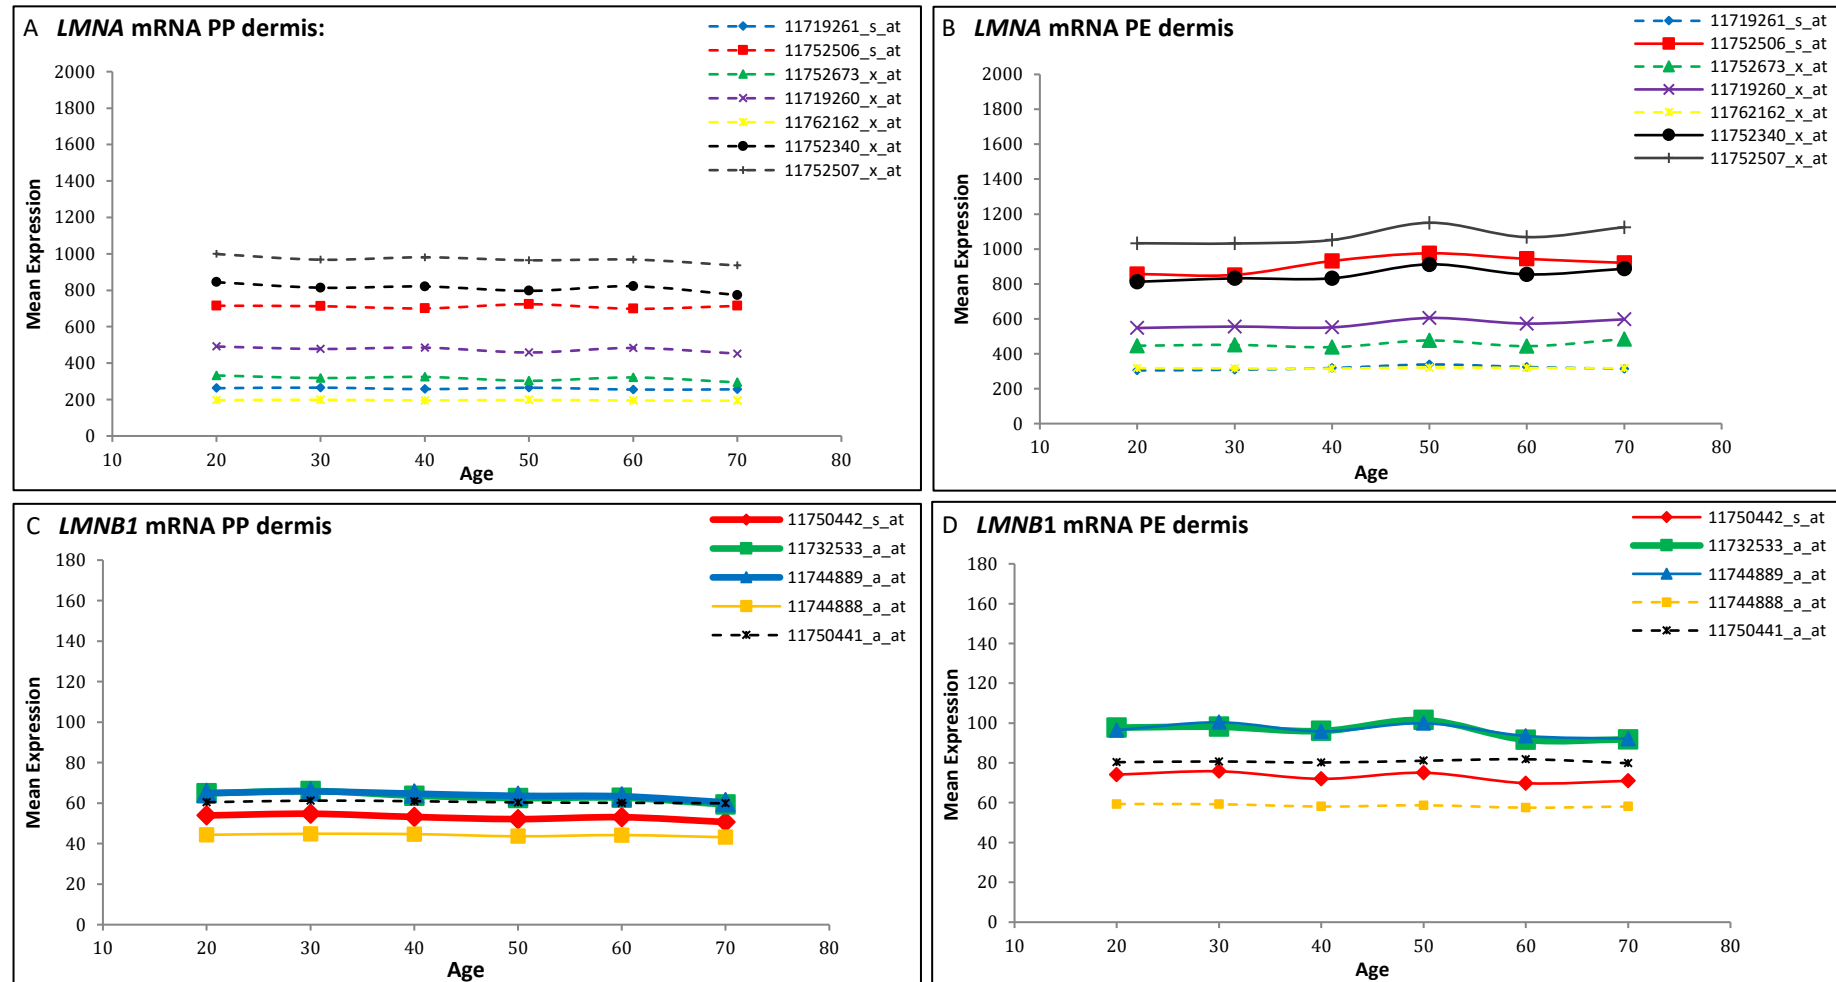 A LMNA mRNA PP dermis:
11719261_s_at
11752506_s_at
11752673_x_at
11719260_x_at
11762162_x_at
11752340_x_at
11752507_x_at
2000
1800
1600
1400
1200
1000
800
600
400
200
0
Mean Expression
10 20 30 40 50 60 70 80
Age
B LMNA mRNA PE dermis
11719261_s_at
11752506_s_at
11752673_x_at
11719260_x_at
11762162_x_at
11752340_x_at
11752507_x_at
2000
1800
1600
1400
1200
1000
800
600
400
200
0
Mean Expression
10 20 30 40 50 60 70 80
Age
C LMNB1 mRNA PP dermis
11750442_s_at
11732533_a_at
11744889_a_at
11744888_a_at
11750441_a_at
180
160
140
120
100
80
60
40
20
0
Mean Expression
10 20 30 40 50 60 70 80
Age
D LMNB1 mRNA PE dermis
11750442_s_at
11732533_a_at
11744889_a_at
11744888_a_at
11750441_a_at
180
160
140
120
100
80
60
40
20
0
Mean Expression
10 20 30 40 50 60 70 80
Age